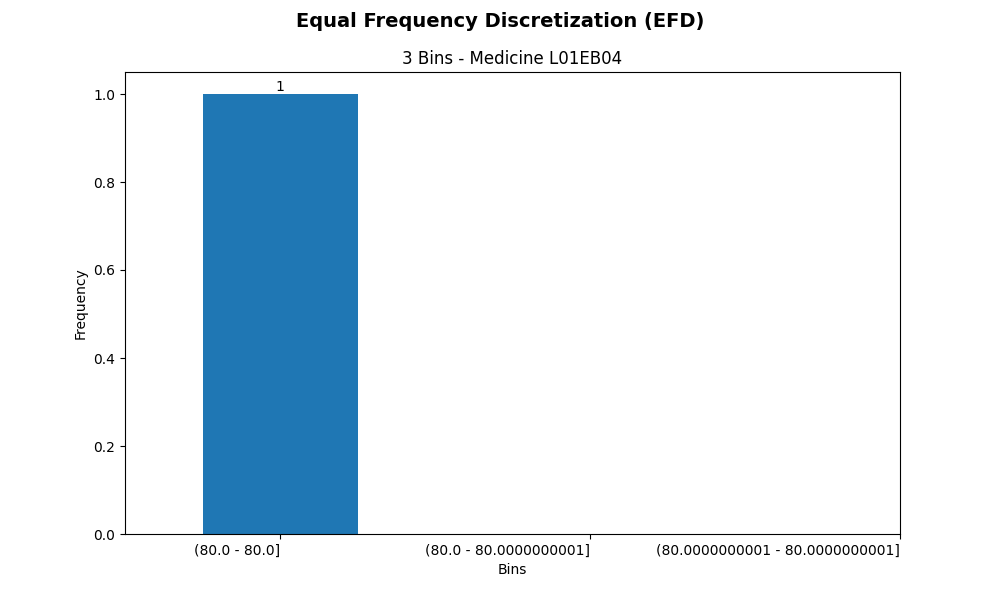 Equal Frequency Discretization (EFD)
3 Bins - Medicine L01EB04
1
1.0
0.8
0.6
0.4
0.2
0.0
Frequency
(80.0 - 80.0]
(80.0 - 80.0000000001]
(80.0000000001 - 80.0000000001]
Bins